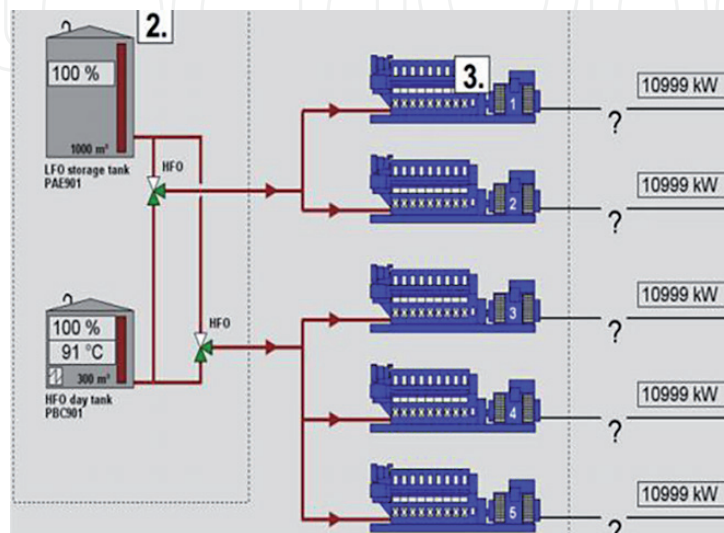 2.
100 %
1000 m³
LFO storage tank
PAE901
HFO
HFO
100 %
91 °C
300 m³
HFO day tank
PBC901
3.
1
?
10999 kW
2
?
10999 kW
3
?
10999 kW
4
?
10999 kW
5
?
10999 kW